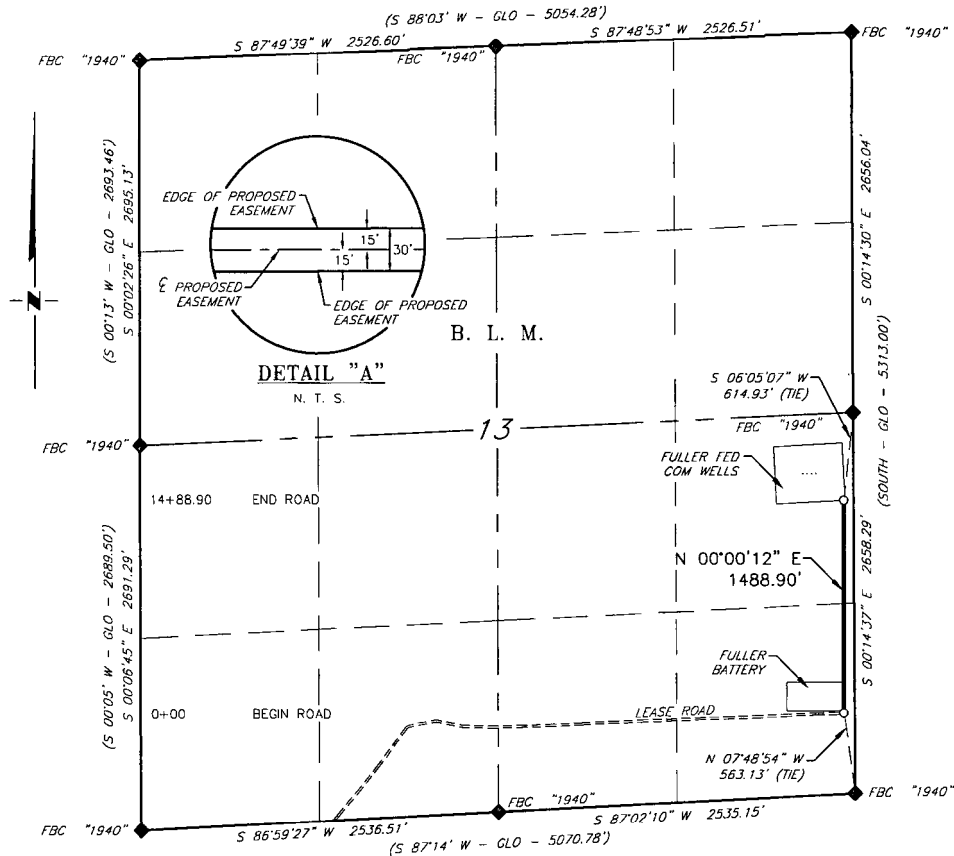 (S 88°03' W - GLO - 5054.28')
S 87°49'39" W 2526.60'
S 87°48'53" W 2526.51'
FBC "1940"
FBC "1940"
FBC "1940"
(S 00°13' W - GLO - 2693.46')
S 00°02'26" E 2695.13'
S 00°14'30" E 2656.04'
EDGE OF PROPOSED
EASEMENT
15'
15'
30'
℄ PROPOSED
EASEMENT
EDGE OF PROPOSED
EASEMENT
N
B. L. M.
DETAIL "A"
N. T. S.
S 06°05'07" W
614.93' (TIE)
(SOUTH - GLO - 5313.00')
13
FBC "1940"
FBC "1940"
FULLER FED
COM WELLS
14+88.90 END ROAD
N 00°00'12" E
1488.90'
(S 00°05' W - GLO - 2689.50')
S 00°06'45" E 2691.29'
S 00°14'37" E 2658.29'
FULLER
BATTERY
0+00 BEGIN ROAD
LEASE ROAD
N 07°48'54" W
563.13' (TIE)
FBC "1940"
FBC "1940"
FBC "1940"
S 86°59'27" W 2536.51'
S 87°02'10" W 2535.15'
(S 87°14' W - GLO - 5070.78')